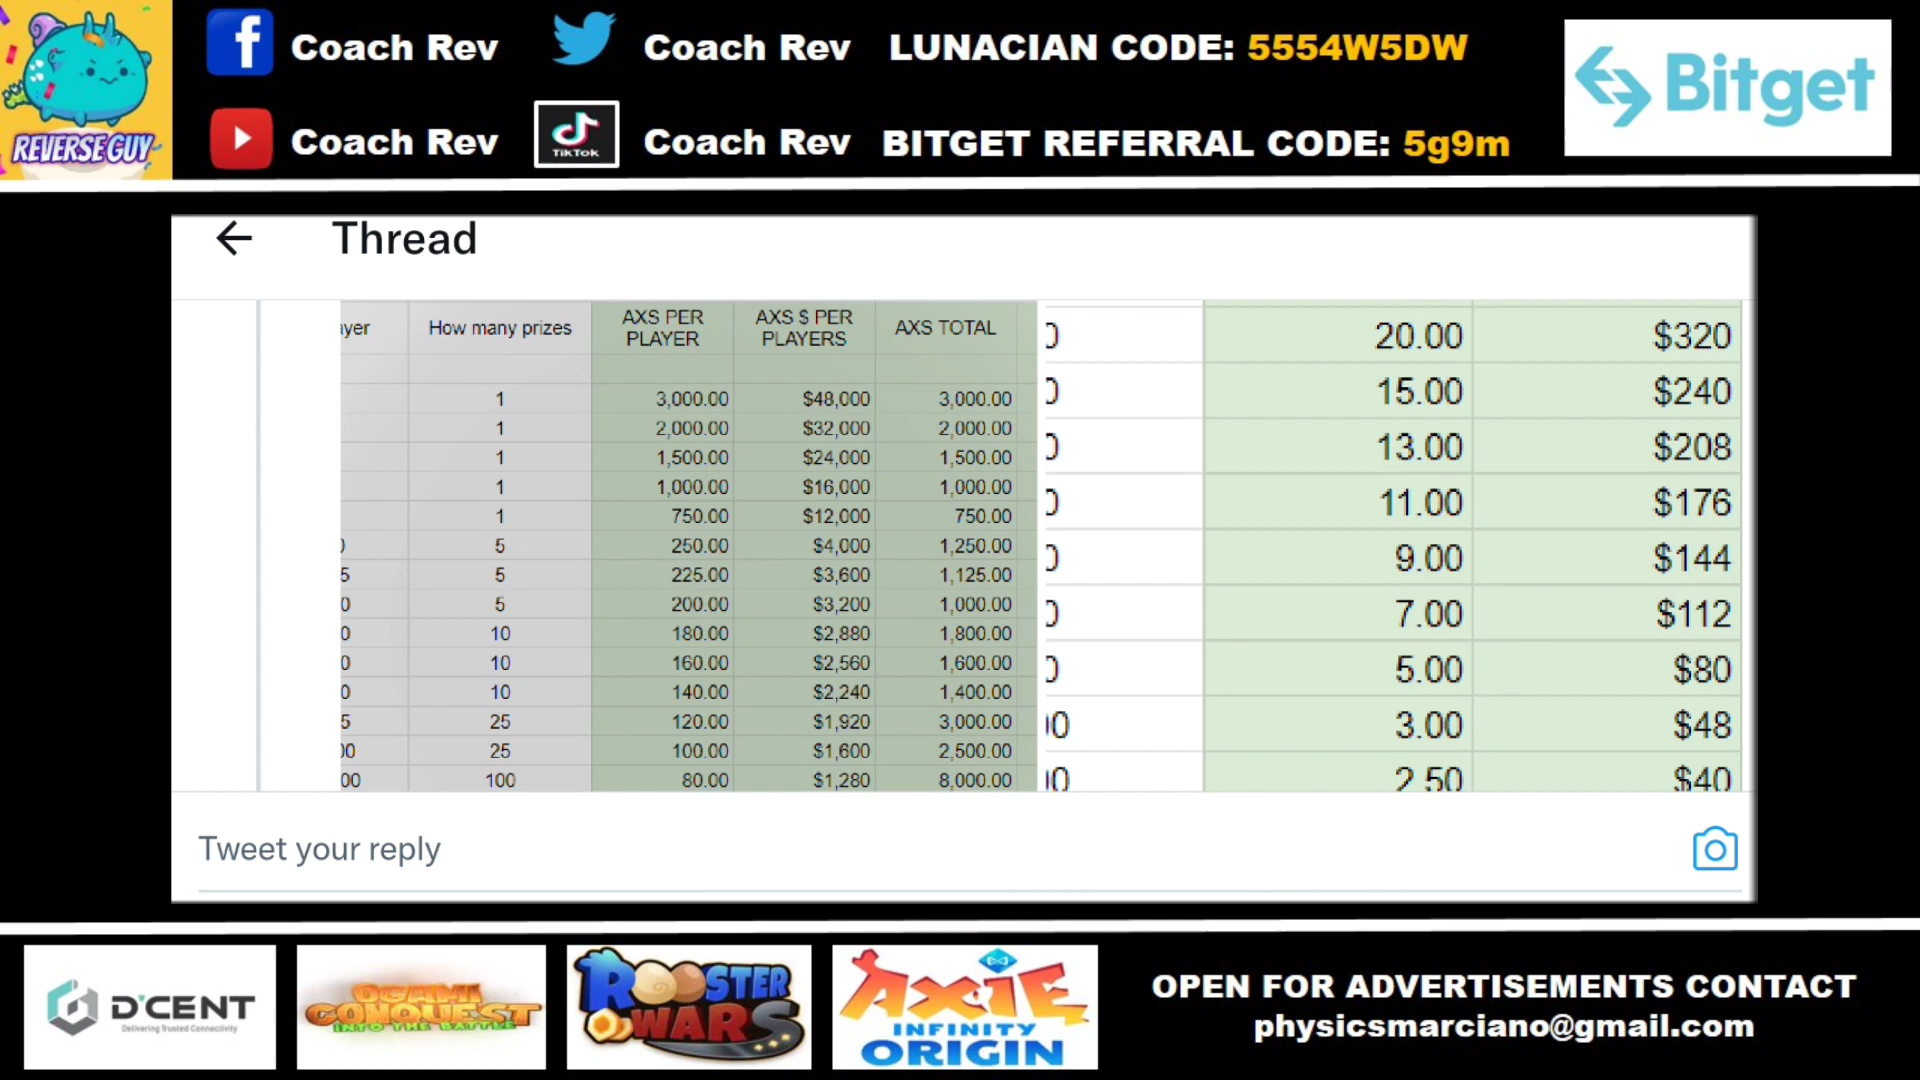 REVERSE GUY
Coach Rev
Coach Rev
LUNACIAN CODE: 5554W5DW
Coach Rev
TikTok
Coach Rev
BITGET REFERRAL CODE: 5g9m
Bitget
Thread
ayer How many prizes AXS PER PLAYER AXS $ PER PLAYERS AXS TOTAL
1 3,000.00 $48,000 3,000.00
1 2,000.00 $32,000 2,000.00
1 1,500.00 $24,000 1,500.00
1 1,000.00 $16,000 1,000.00
1 750.00 $12,000 750.00
5 250.00 $4,000 1,250.00
5 5 225.00 $3,600 1,125.00
0 5 200.00 $3,200 1,000.00
0 10 180.00 $2,880 1,800.00
0 10 160.00 $2,560 1,600.00
0 10 140.00 $2,240 1,400.00
5 25 120.00 $1,920 3,000.00
00 25 100.00 $1,600 2,500.00
00 100 80.00 $1,280 8,000.00
20.00 $320
15.00 $240
13.00 $208
11.00 $176
9.00 $144
7.00 $112
5.00 $80
0 3.00 $48
0 2.50 $40
Tweet your reply
D'CENT
Delivering Trusted Connectivity
OGAMI
CONQUEST
INTO THE BATTLE
ROOSTER
WARS
AXIE
INFINITY
ORIGIN
OPEN FOR ADVERTISEMENTS CONTACT
physicsmarciano@gmail.com